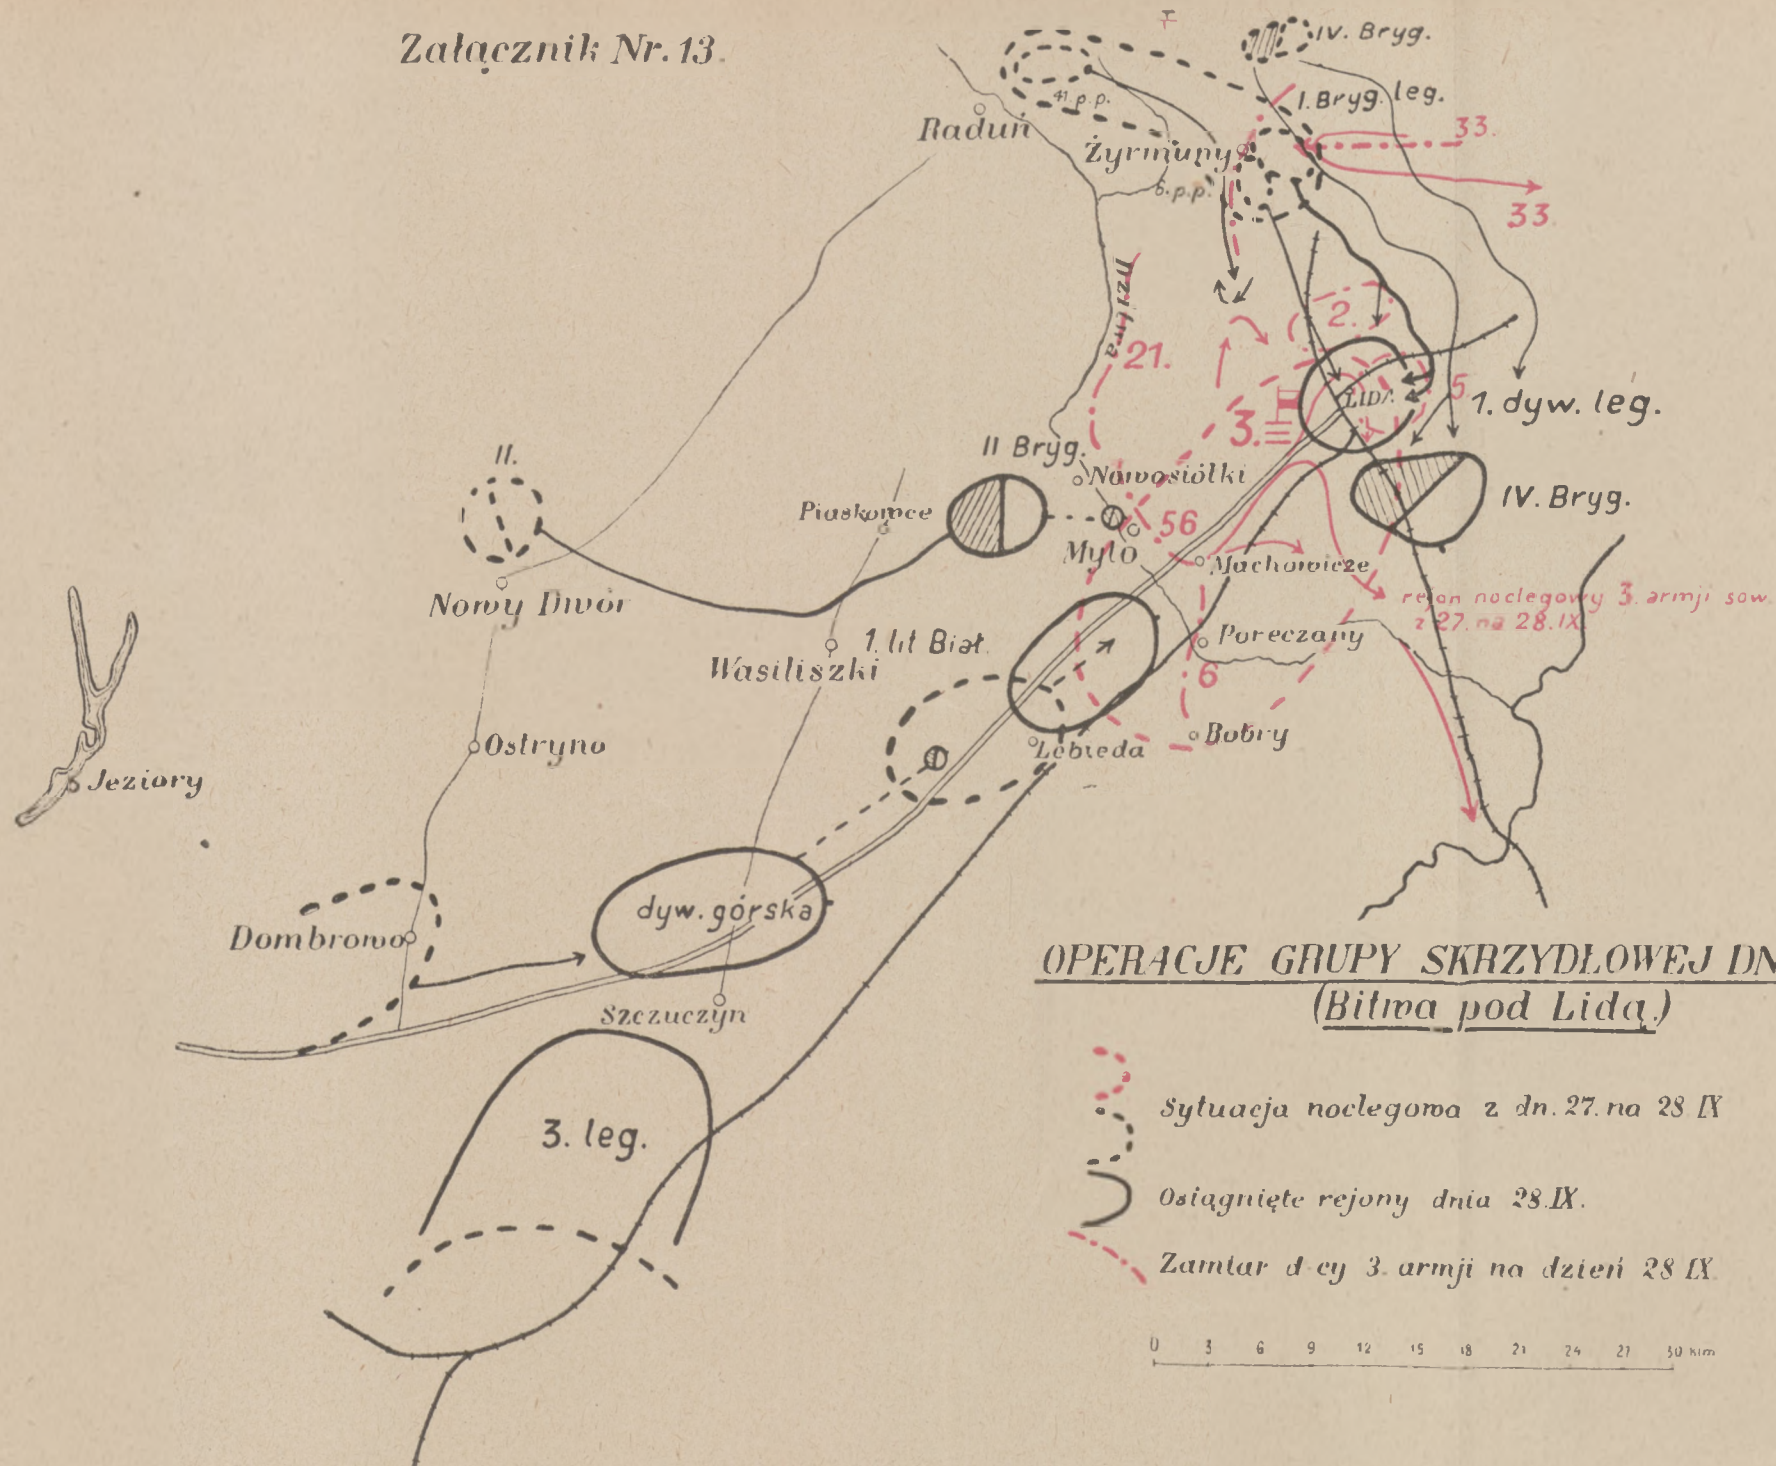 Załącznik Nr. 13.
IV. Bryg.
I. Bryg. leg.
41. p.p.
33.
Raduń
Żyrmuny
6. p.p.
33.
2.
21.
LIDA
5
1. dyw. leg.
3.
II.
II Bryg.
Nowosiółki
IV. Bryg.
Piaskowce
56
Myto
Machowicze
rejon noclegowy 3. armji sow.
z 27. na 28. IX.
Nowy Dwór
1. lit Biał.
Poreczany
Wasiliszki
6
Bobry
Ostryno
Lebieda
Jeziory
dyw. górska
Dombrowo
Szczuczyn
OPERACJE GRUPY SKRZYDŁOWEJ DN
(Bitwa pod Lidą.)
3. leg.
Sytuacja noclegowa z dn. 27. na 28 IX
Osiągnięte rejony dnia 28. IX.
Zamiar d cy 3. armji na dzień 28 IX
0 3 6 9 12 15 18 21 24 27 30 klm